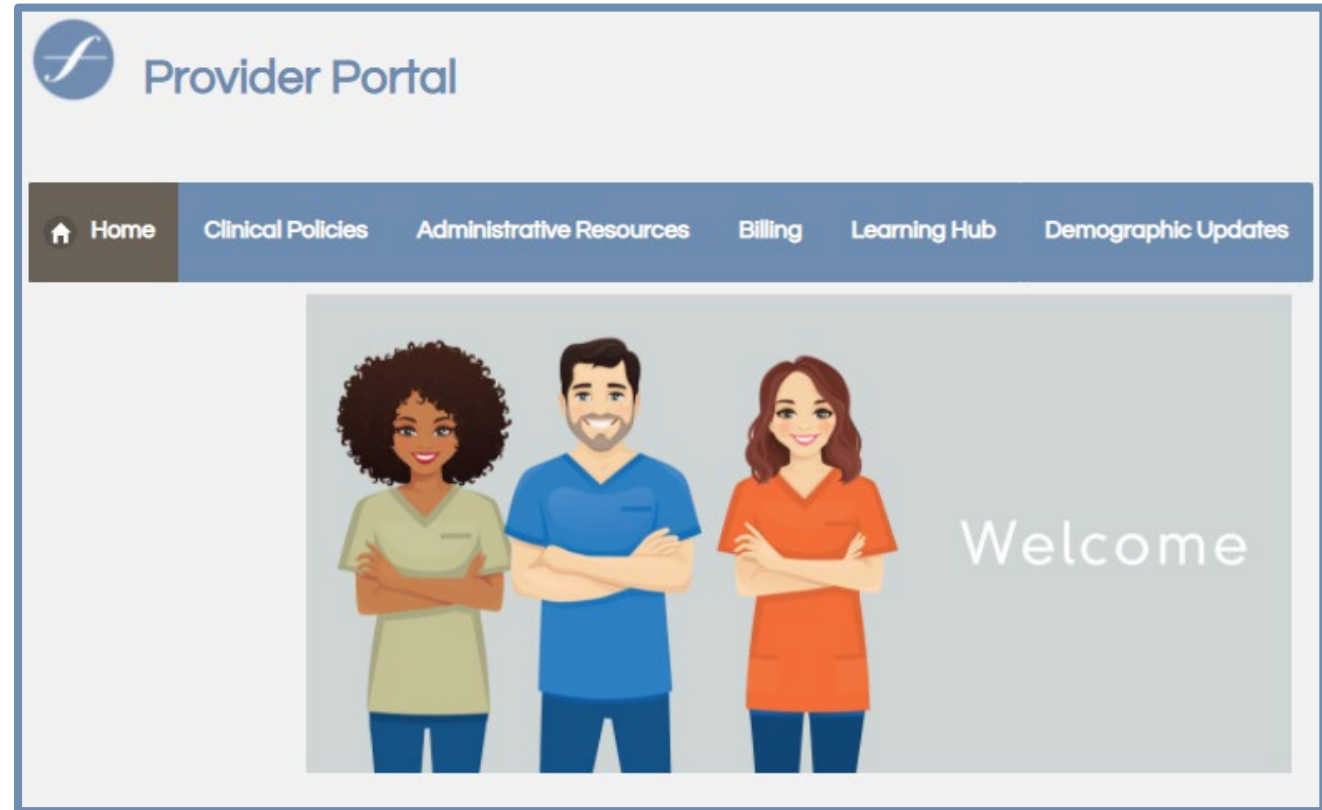 f
Provider Portal
Home Clinical Policies Administrative Resources Billing Learning Hub Demographic Updates
Welcome